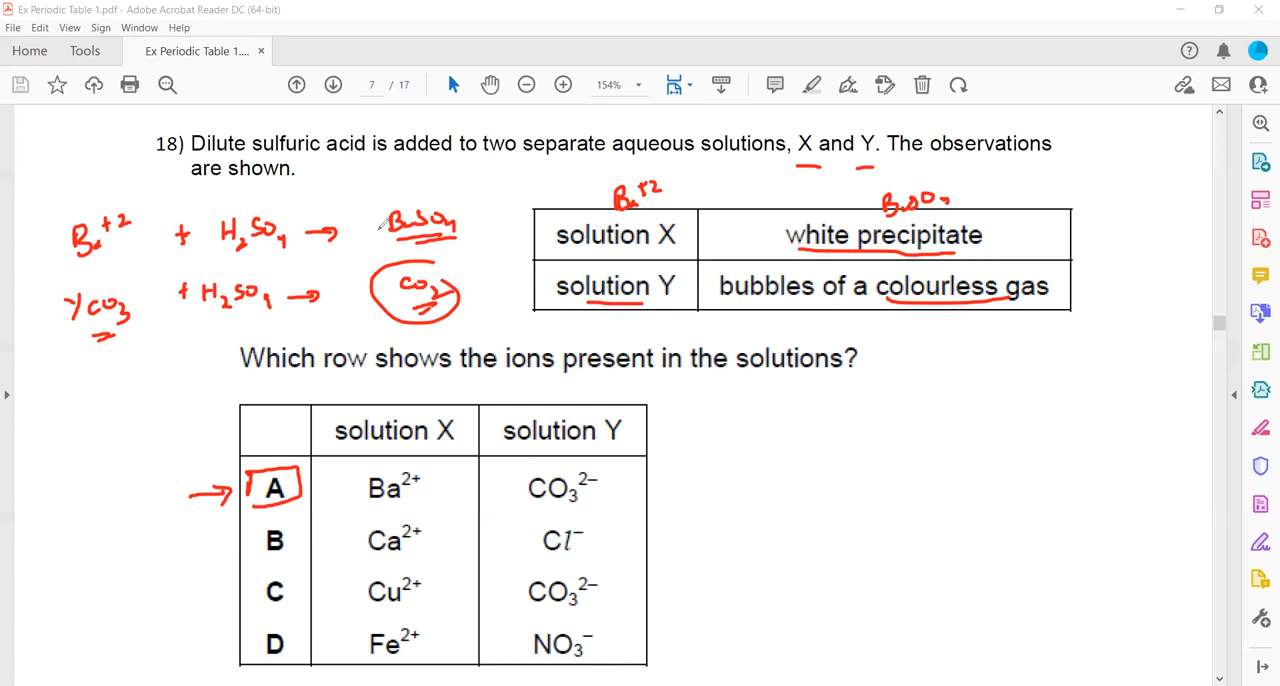 Ex Periodic Table 1.pdf - Adobe Acrobat Reader DC (64-bit)
File Edit View Sign Window Help
Home Tools Ex Periodic Table 1.... ×
7 / 17 154%
18) Dilute sulfuric acid is added to two separate aqueous solutions, X and Y. The observations
are shown.
Ba+2 BaSO4
Ba+2 + H2SO4 → BaSO4
solution X white precipitate
YCO3 + H2SO4 → CO2
solution Y bubbles of a colourless gas
Which row shows the ions present in the solutions?
solution X solution Y
→ A Ba2+ CO32–
B Ca2+ Cl–
C Cu2+ CO32–
D Fe2+ NO3–